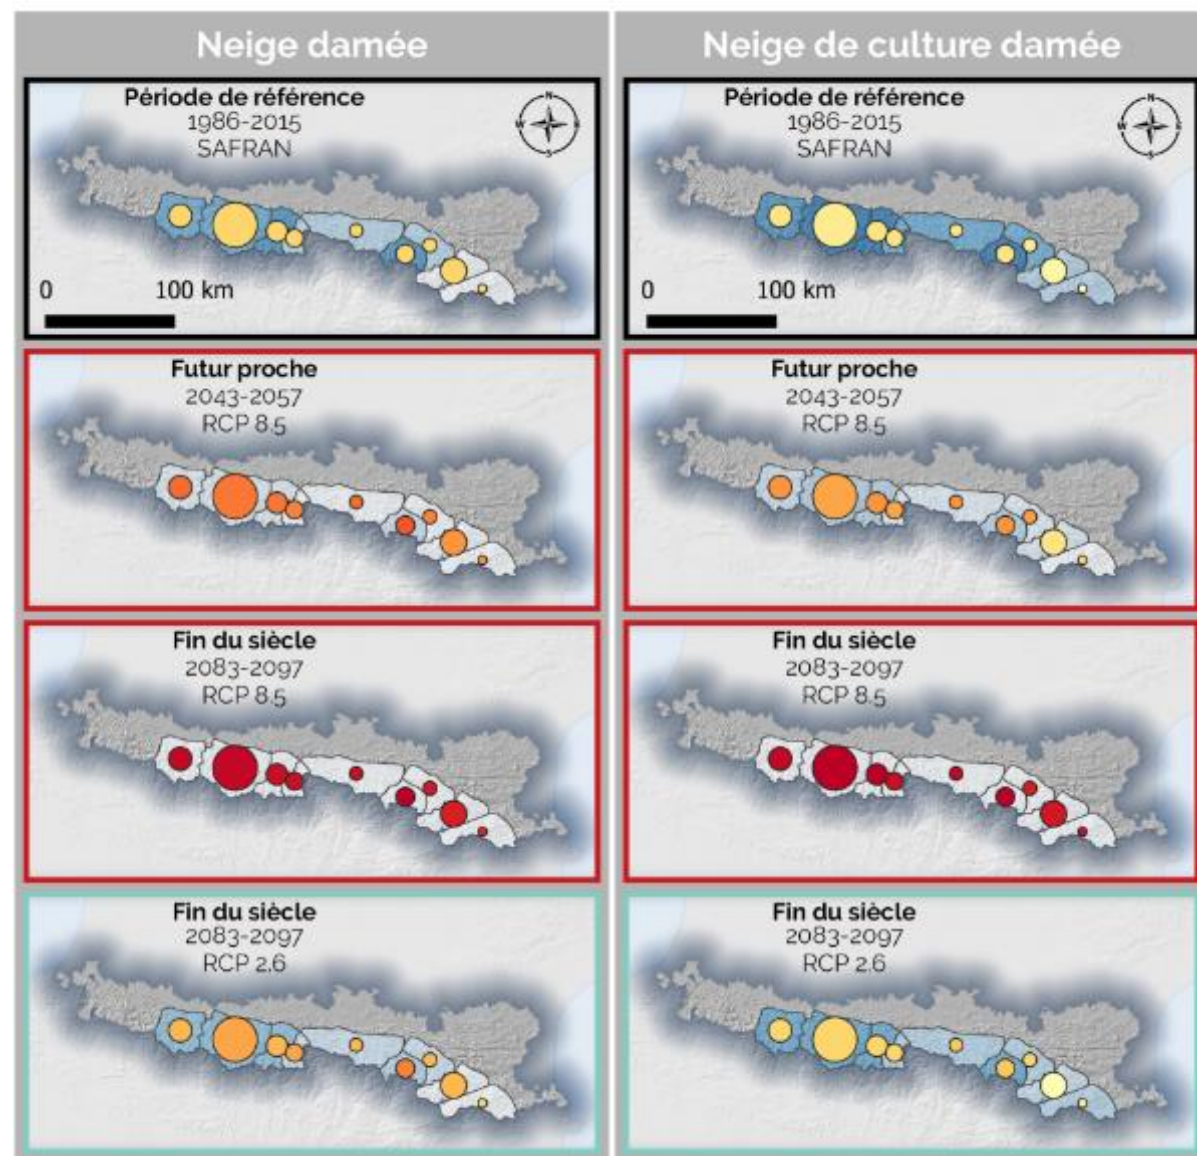 Neige damée
Neige de culture damée
Période de référence
1986-2015
SAFRAN
N
W
E
S
0
100 km
Période de référence
1986-2015
SAFRAN
N
W
E
S
0
100 km
Futur proche
2043-2057
RCP 8.5
Futur proche
2043-2057
RCP 8.5
Fin du siècle
2083-2097
RCP 8.5
Fin du siècle
2083-2097
RCP 8.5
Fin du siècle
2083-2097
RCP 2.6
Fin du siècle
2083-2097
RCP 2.6